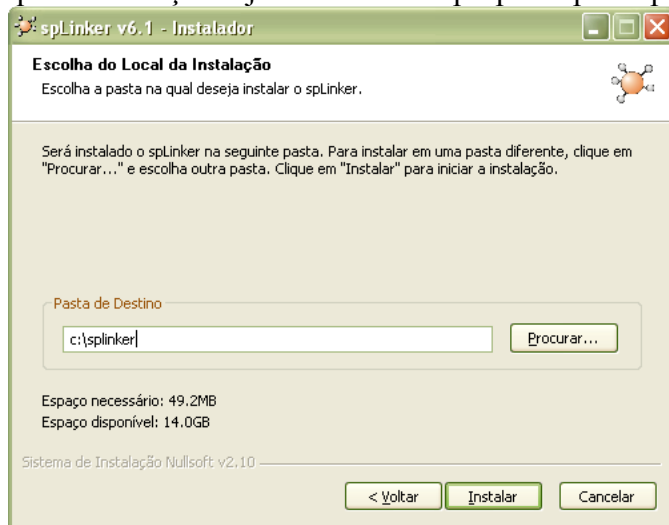 spLinker v6.1 - Instalador
Escolha do Local da Instalação
Escolha a pasta na qual deseja instalar o spLinker.
Será instalado o spLinker na seguinte pasta. Para instalar em uma pasta diferente, clique em
"Procurar..." e escolha outra pasta. Clique em "Instalar" para iniciar a instalação.
Pasta de Destino
c:\splinker
Procurar...
Espaço necessário: 49.2MB
Espaço disponível: 14.0GB
Sistema de Instalação Nullsoft v2.10
< Voltar Instalar Cancelar